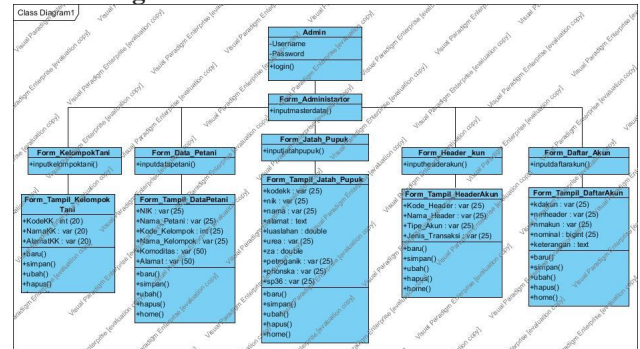 Class Diagram1
Admin
-Username
-Password
+login()
Form_Administartor
+inputmasterdata()
Form_KelompokTani
+inputkelompoktani()
Form_Data_Petani
+inputdatapetani()
Form_Jatah_Pupuk
+inputjatahpupuk()
Form_Header_kun
+inputheaderakun()
Form_Daftar_Akun
+inputdaftarakun()
Form_Tampil_Kelompok
Tani
+KodeKK : int (20)
+NamaKK : var (20)
+AlematKK : var (20)
+baru()
+simpan()
+ubah()
+hapus()
Form_Tampil_DataPetani
+NIK : var (25)
+Nama_Petani : var (25)
+Kode_Kelompok : int (25)
+Nama_Kelompok : var (25)
+Komoditas : var (50)
+Alamat : var (50)
+baru()
+simpan()
+ubah()
+hapus()
+home()
Form_Tampil_Jatah_Pupuk
+kodekk : var (25)
+nik : var (25)
+nama : var (25)
+alamat : text
+luaslahan : double
+urea : var (25)
+za : double
+petroganik : var (25)
+phonska : var (25)
+sp36 : var (25)
+baru()
+simpan()
+ubah()
+hapus()
+home()
Form_Tampil_HeaderAkun
+Kode_Header : var (25)
+Nama_Header : var (25)
+Tipe_Akun : var (25)
+Jenis_Transaksi : var (25)
+baru()
+simpan()
+ubah()
+hapus()
+home()
Form_Tampil_DaftarAkun
+kdakun : var (25)
+nmheader : var (25)
+nmakun : var (25)
+nominal : bigint (25)
+keterangan : text
+baru()
+simpan()
+ubah()
+hapus()
+home()